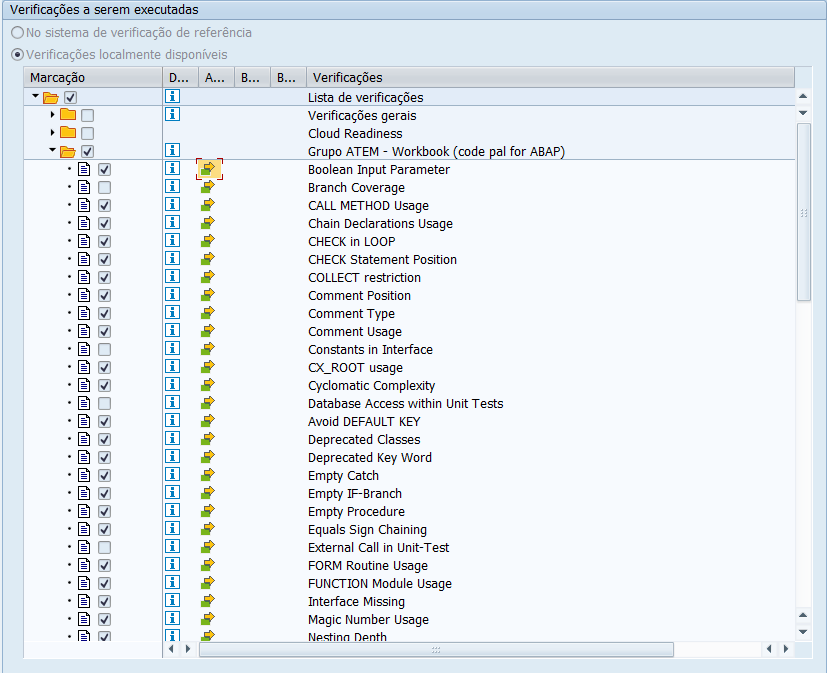 Verificações a serem executadas
No sistema de verificação de referência
Verificações localmente disponíveis
Marcação D... A... B... B... Verificações
Lista de verificações
Verificações gerais
Cloud Readiness
Grupo ATEM - Workbook (code pal for ABAP)
Boolean Input Parameter
Branch Coverage
CALL METHOD Usage
Chain Declarations Usage
CHECK in LOOP
CHECK Statement Position
COLLECT restriction
Comment Position
Comment Type
Comment Usage
Constants in Interface
CX_ROOT usage
Cyclomatic Complexity
Database Access within Unit Tests
Avoid DEFAULT KEY
Deprecated Classes
Deprecated Key Word
Empty Catch
Empty IF-Branch
Empty Procedure
Equals Sign Chaining
External Call in Unit-Test
FORM Routine Usage
FUNCTION Module Usage
Interface Missing
Magic Number Usage
Nesting Depth